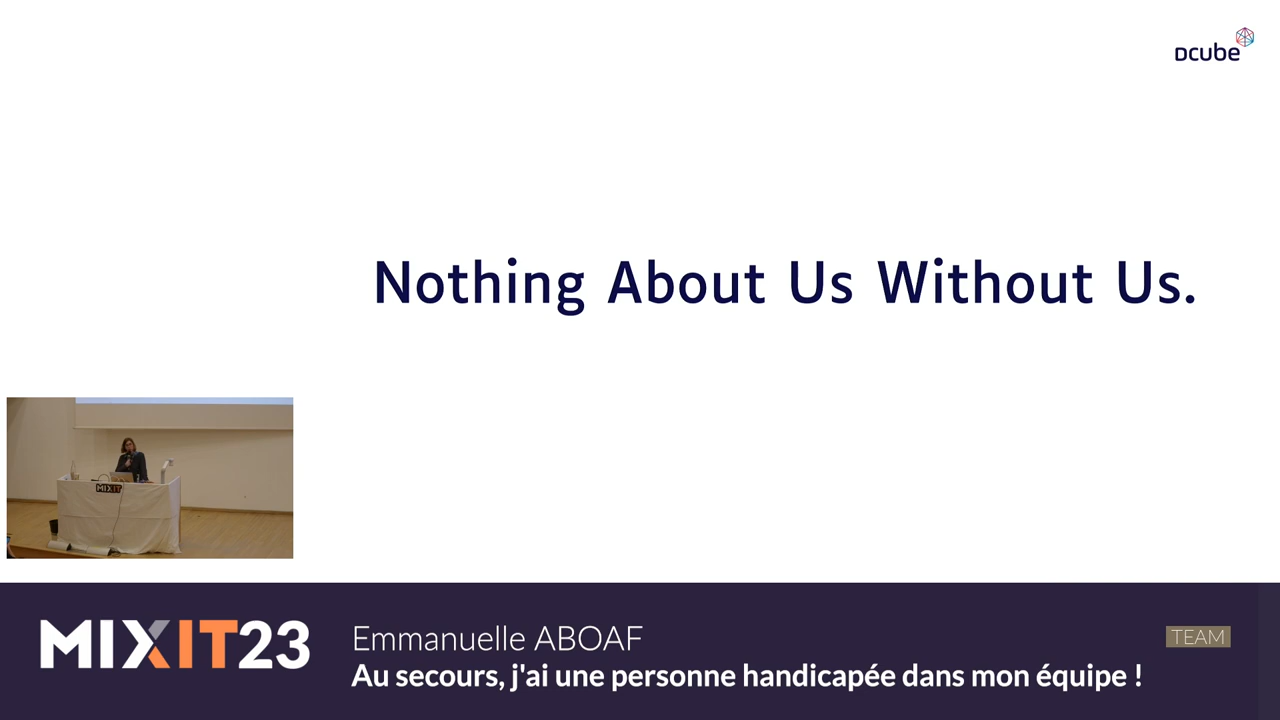 Dcube
Nothing About Us Without Us.
MIXIT
MIXIT23
Emmanuelle ABOAF
TEAM
Au secours, j'ai une personne handicapée dans mon équipe !